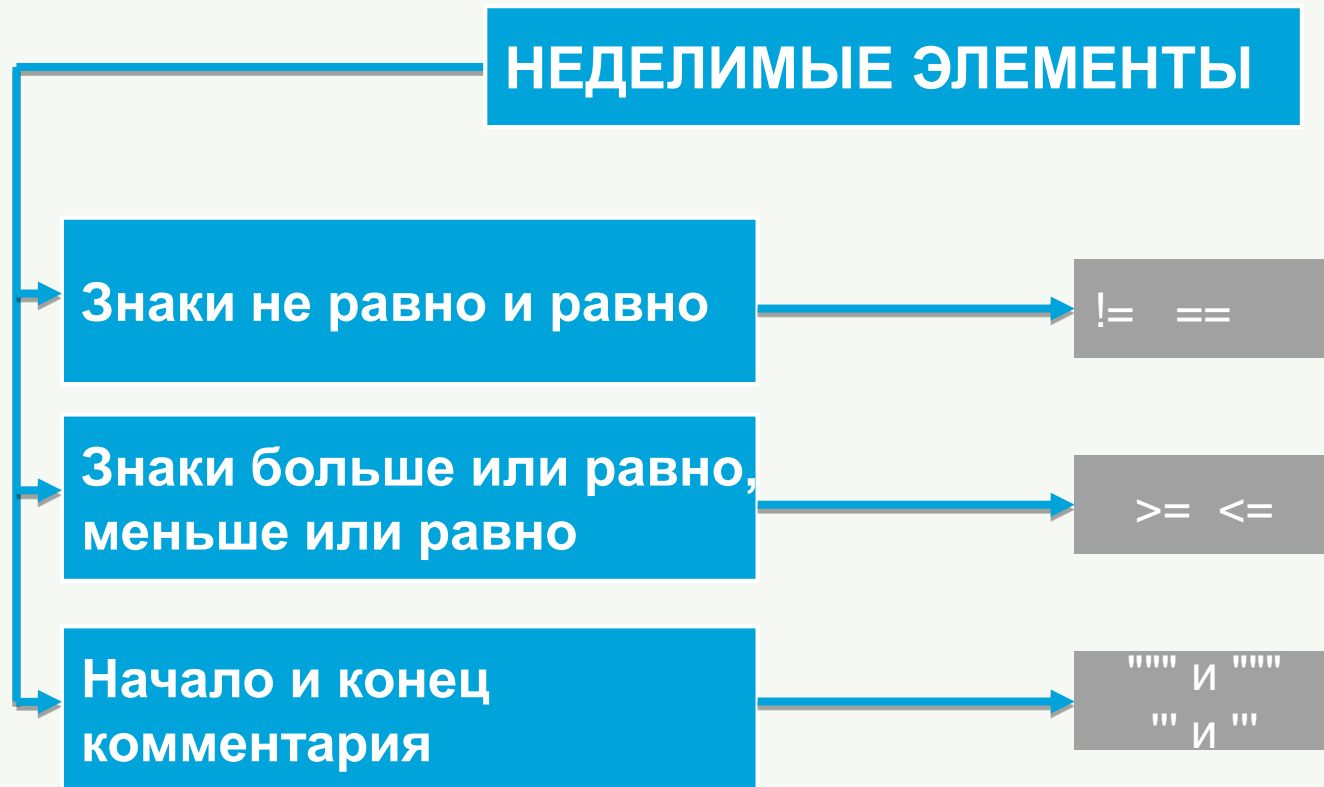 НЕДЕЛИМЫЕ ЭЛЕМЕНТЫ
Знаки не равно и равно
!= ==
Знаки больше или равно,
меньше или равно
>= <=
Начало и конец
комментария
""" и """
''' и '''